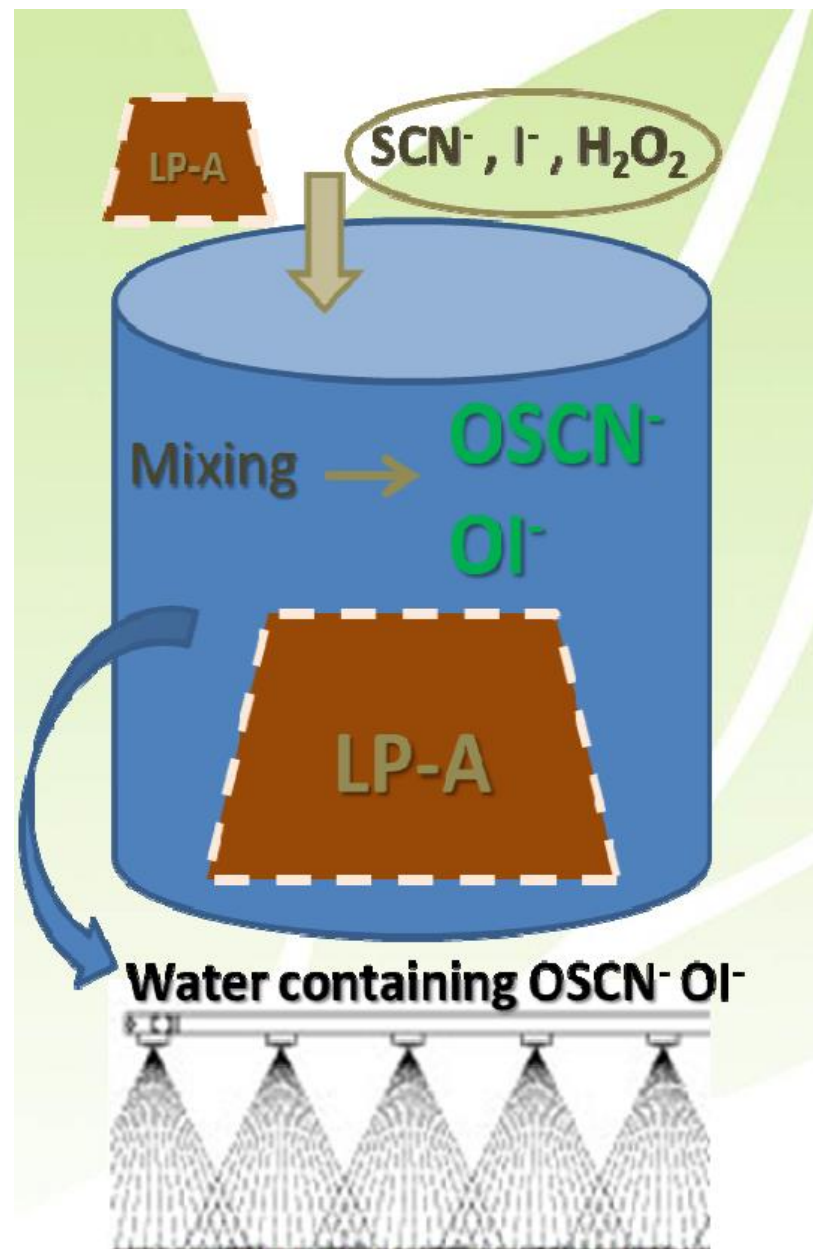 LP-A
SCN⁻ , I⁻ , H₂O₂
Mixing
OSCN⁻
OI⁻
LP-A
Water containing OSCN⁻ OI⁻